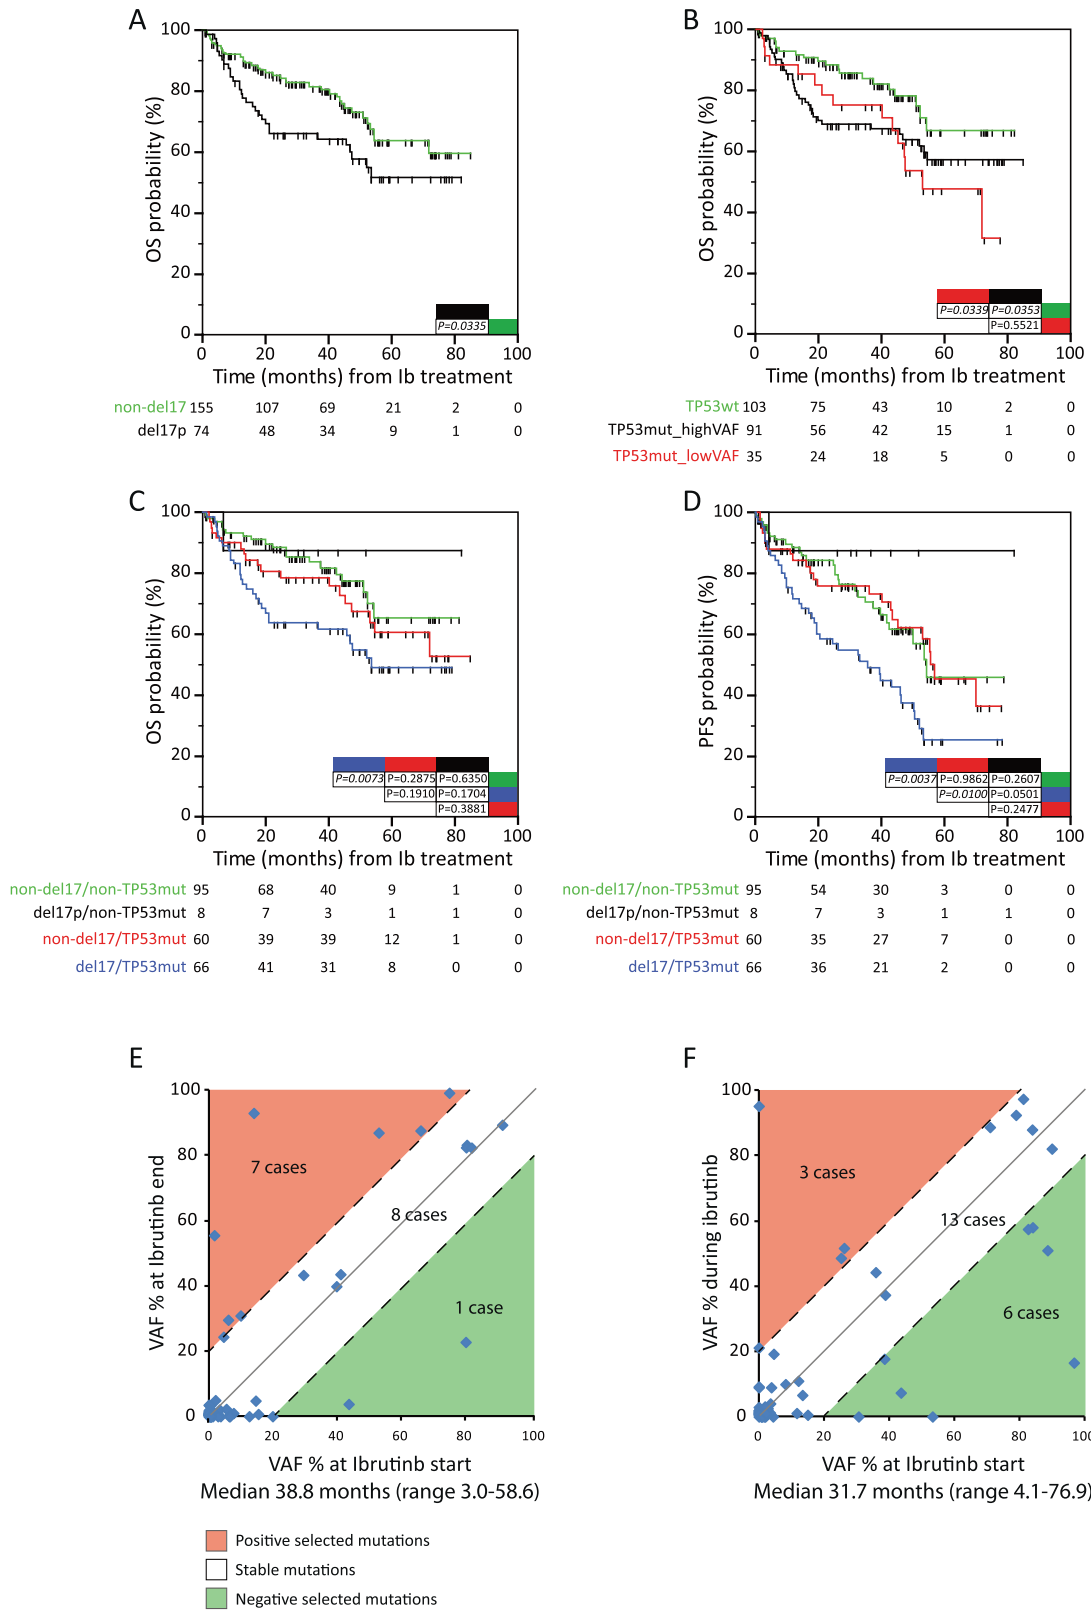 A
100
80
60
40
20
0
OS probability (%)
P=0.0335
0 20 40 60 80 100
Time (months) from Ib treatment
non-del17 155 107 69 21 2 0
del17p 74 48 34 9 1 0
B
100
80
60
40
20
0
OS probability (%)
P=0.0339 P=0.0353
P=0.5521
0 20 40 60 80 100
Time (months) from Ib treatment
TP53wt 103 75 43 10 2 0
TP53mut_highVAF 91 56 42 15 1 0
TP53mut_lowVAF 35 24 18 5 0 0
C
100
80
60
40
20
0
OS probability (%)
P=0.0073 P=0.2875 P=0.6350
P=0.1910 P=0.1704
P=0.3881
0 20 40 60 80 100
Time (months) from Ib treatment
non-del17/non-TP53mut 95 68 40 9 1 0
del17p/non-TP53mut 8 7 3 1 1 0
non-del17/TP53mut 60 39 39 12 1 0
del17/TP53mut 66 41 31 8 0 0
D
100
80
60
40
20
0
PFS probability (%)
P=0.0037 P=0.9862 P=0.2607
P=0.0100 P=0.0501
P=0.2477
0 20 40 60 80 100
Time (months) from Ib treatment
non-del17/non-TP53mut 95 54 30 3 0 0
del17p/non-TP53mut 8 7 3 1 1 0
non-del17/TP53mut 60 35 27 7 0 0
del17/TP53mut 66 36 21 2 0 0
E
100
80
60
40
20
0
VAF % at Ibrutinb end
7 cases
8 cases
1 case
0 20 40 60 80 100
VAF % at Ibrutinb start
Median 38.8 months (range 3.0-58.6)
F
100
80
60
40
20
0
VAF % during ibrutinb
3 cases
13 cases
6 cases
0 20 40 60 80 100
VAF % at Ibrutinb start
Median 31.7 months (range 4.1-76.9)
Positive selected mutations
Stable mutations
Negative selected mutations